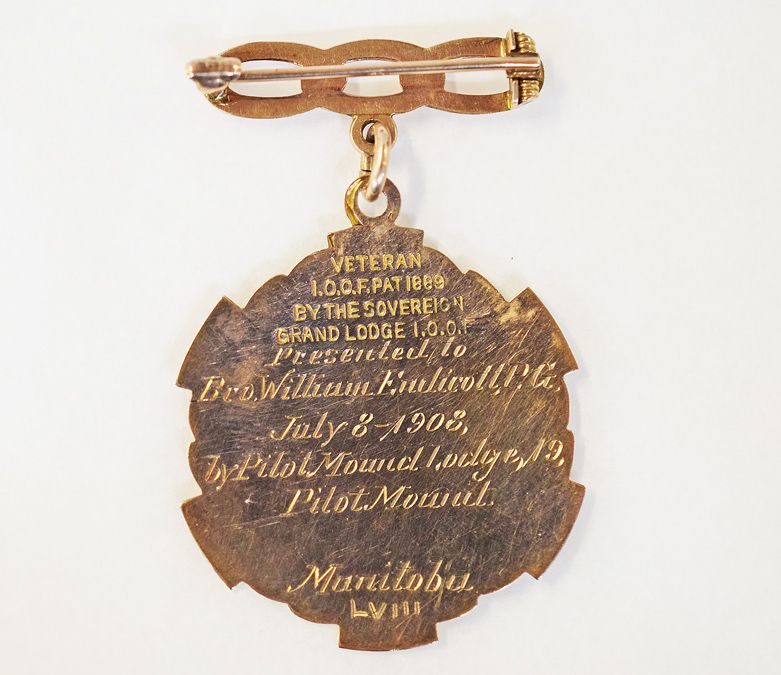 VETERAN
I.O.O.F. PAT 1889
BY THE SOVEREIGN
GRAND LODGE I.O.O.F
Presented, to
Bro. William Endicott, P.G.
July 8-1908,
by Pilot Mound Lodge, 19,
Pilot Mound.
Manitoba
LVIII